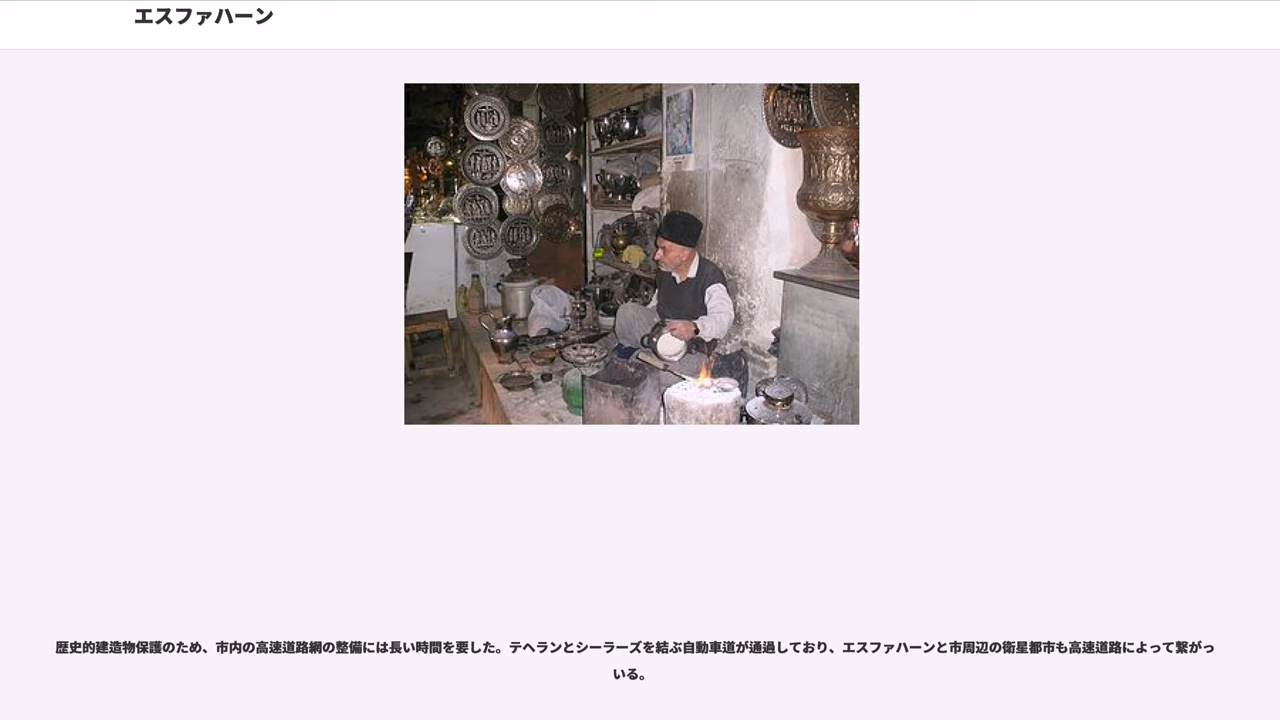 エスファハーン
歴史的建造物保護のため、市内の高速道路網の整備には長い時間を要した。テヘランとシーラーズを結ぶ自動車道が通過しており、エスファハーンと市周辺の衛星都市も高速道路によって繋がっ
いる。